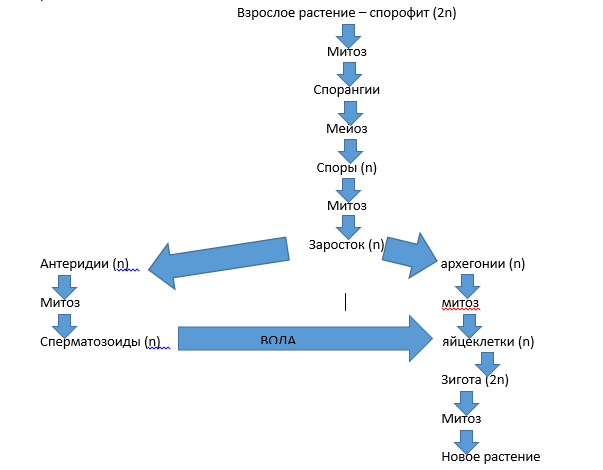 Взрослое растение – спорофит (2n)
Митоз
Спорангии
Мейоз
Споры (n)
Митоз
Заросток (n)
Антеридии (n)
архегонии (n)
Митоз
митоз
Сперматозоиды (n)
ВОДА
яйцеклетки (n)
Зигота (2n)
Митоз
Новое растение